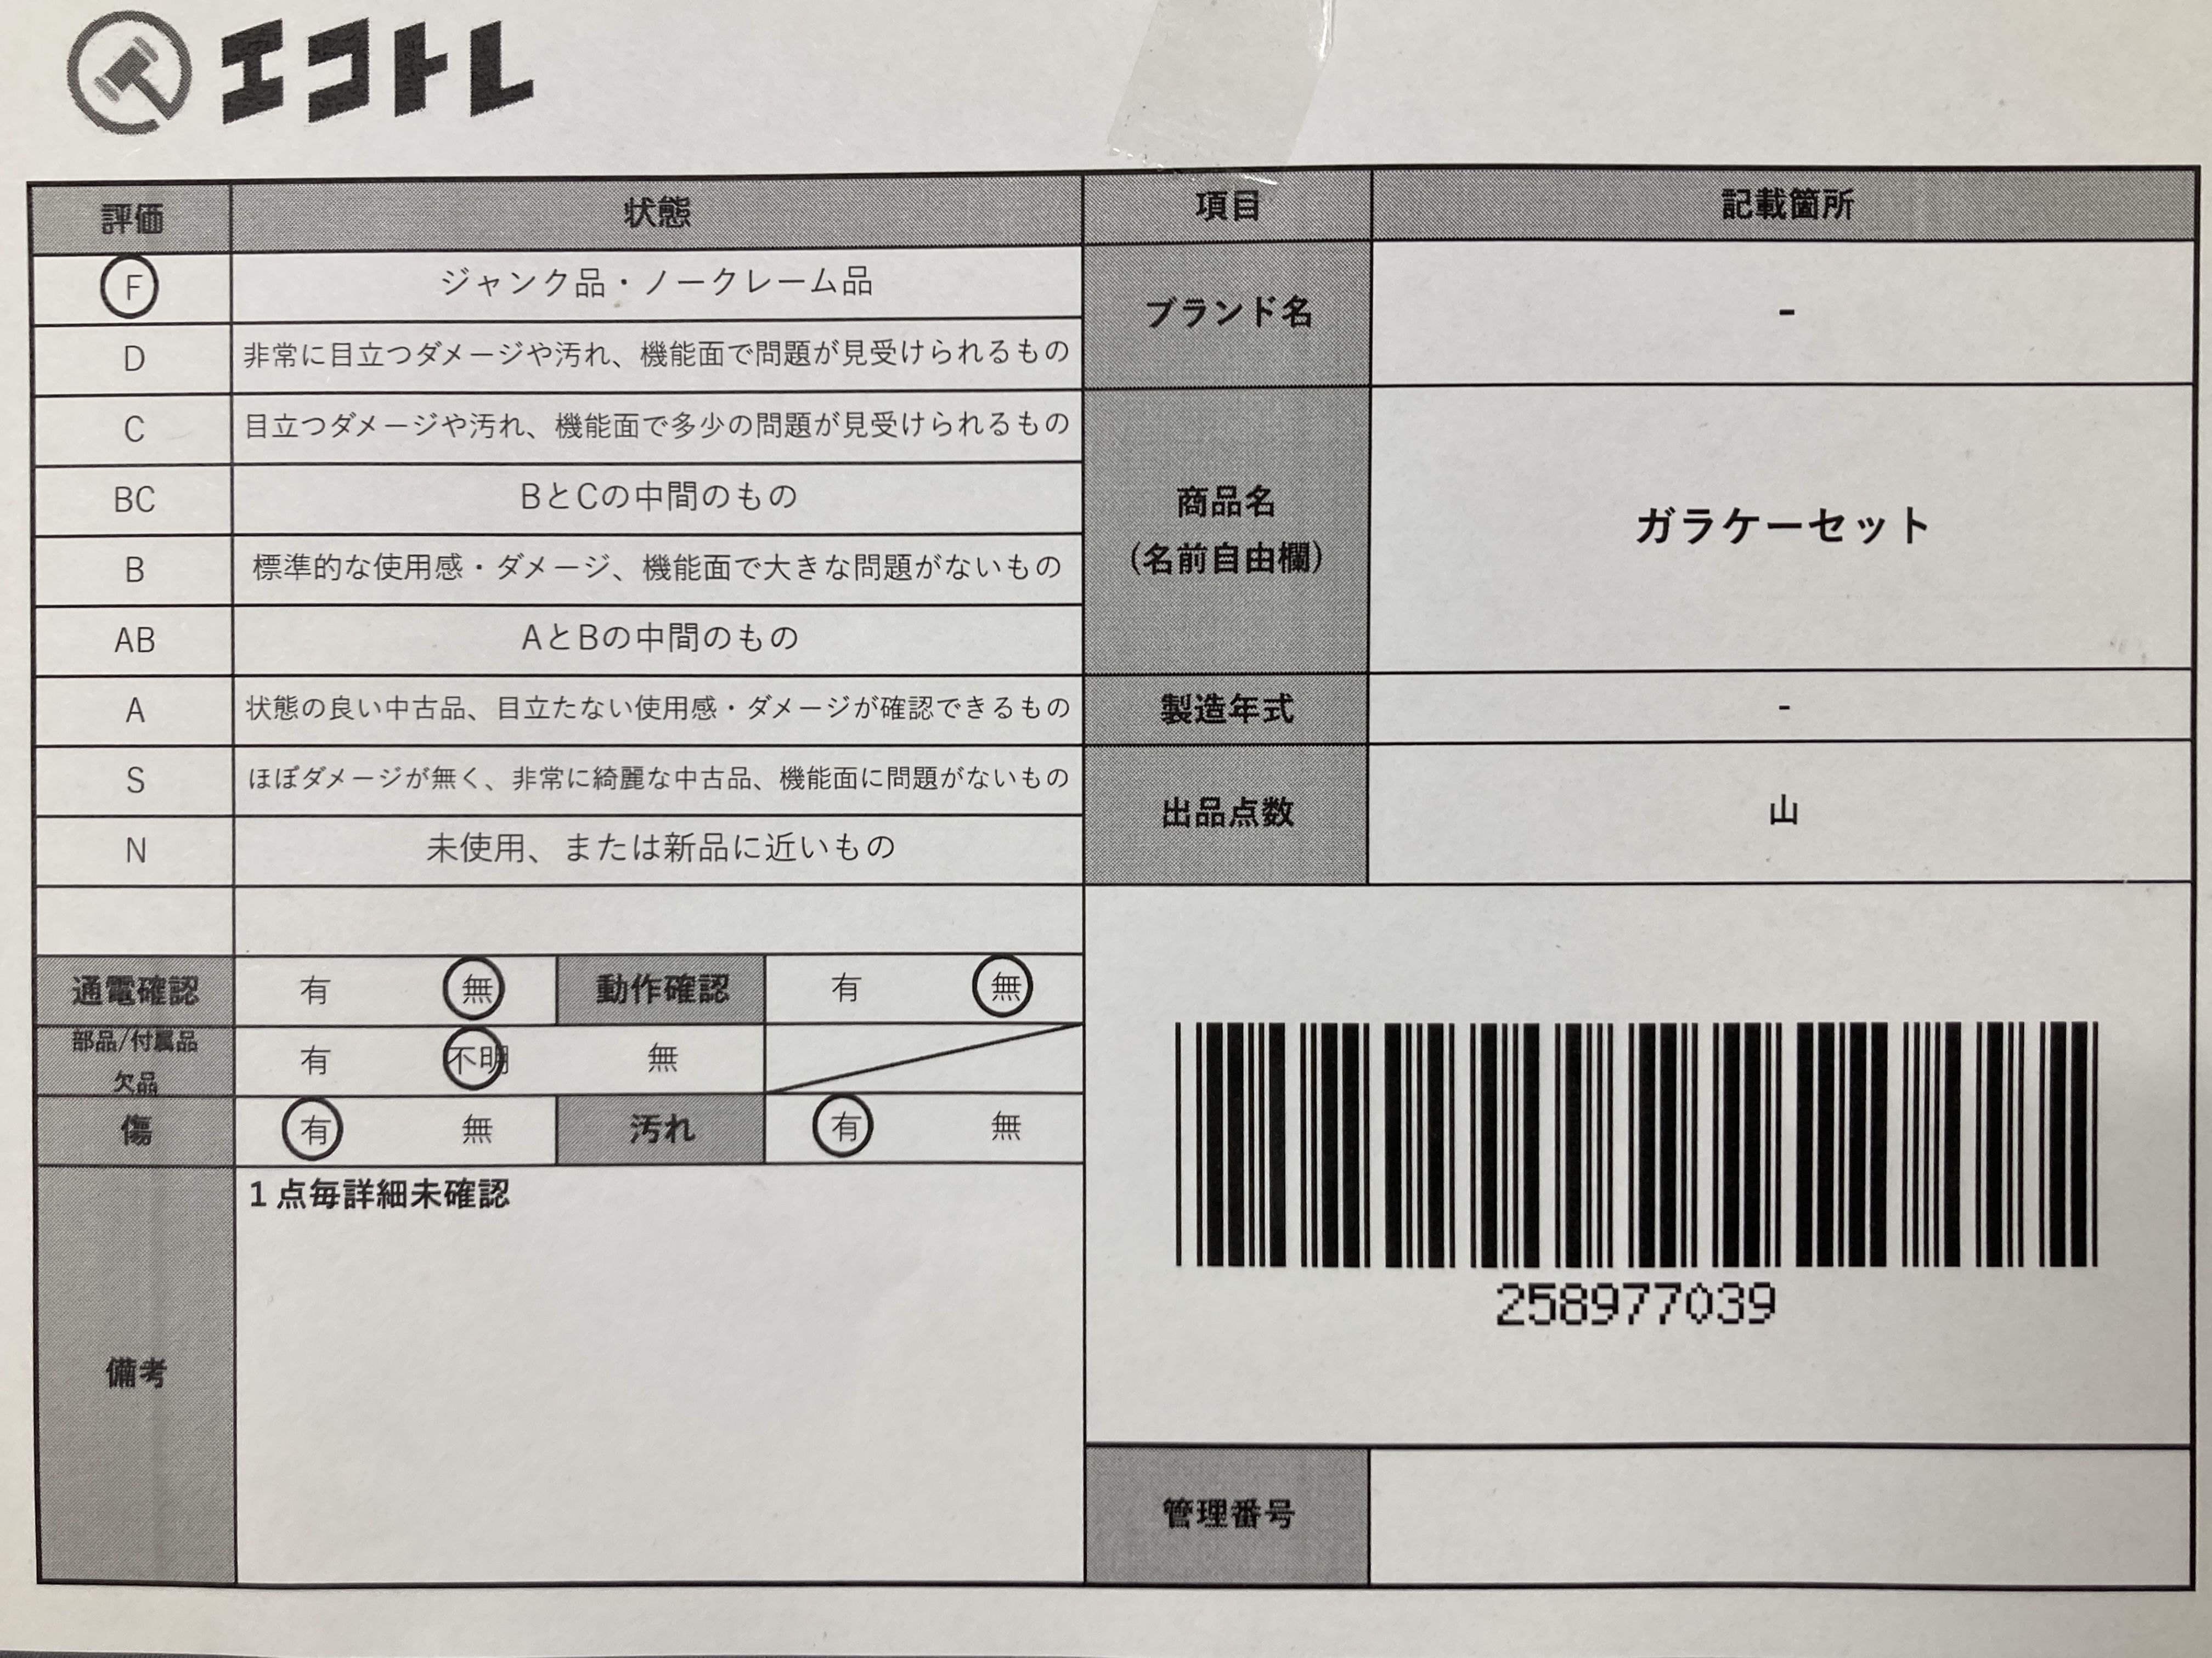 エコトレ
評価 状態 項目 記載箇所
F ジャンク品・ノークレーム品
D 非常に目立つダメージや汚れ、機能面で問題が見受けられるもの
C 目立つダメージや汚れ、機能面で多少の問題が見受けられるもの
BC BとCの中間のもの
B 標準的な使用感・ダメージ、機能面で大きな問題がないもの
AB AとBの中間のもの
A 状態の良い中古品、目立たない使用感・ダメージが確認できるもの
S ほぼダメージが無く、非常に綺麗な中古品、機能面に問題がないもの
N 未使用、または新品に近いもの
通電確認 有 無 動作確認 有 無
部品/付属品
欠品 有 不明 無
傷 有 無 汚れ 有 無
備考 1点毎詳細未確認
ブランド名 -
商品名
(名前自由欄) ガラケーセット
製造年式 -
出品点数 山
258977039
管理番号